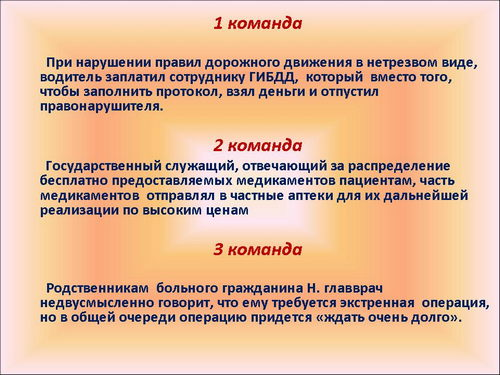 1 команда
При нарушении правил дорожного движения в нетрезвом виде,
водитель заплатил сотруднику ГИБДД, который вместо того,
чтобы заполнить протокол, взял деньги и отпустил
правонарушителя.
2 команда
Государственный служащий, отвечающий за распределение
бесплатно предоставляемых медикаментов пациентам, часть
медикаментов отправлял в частные аптеки для их дальнейшей
реализации по высоким ценам
3 команда
Родственникам больного гражданина Н. главврач
недвусмысленно говорит, что ему требуется экстренная операция,
но в общей очереди операцию придется «ждать очень долго».